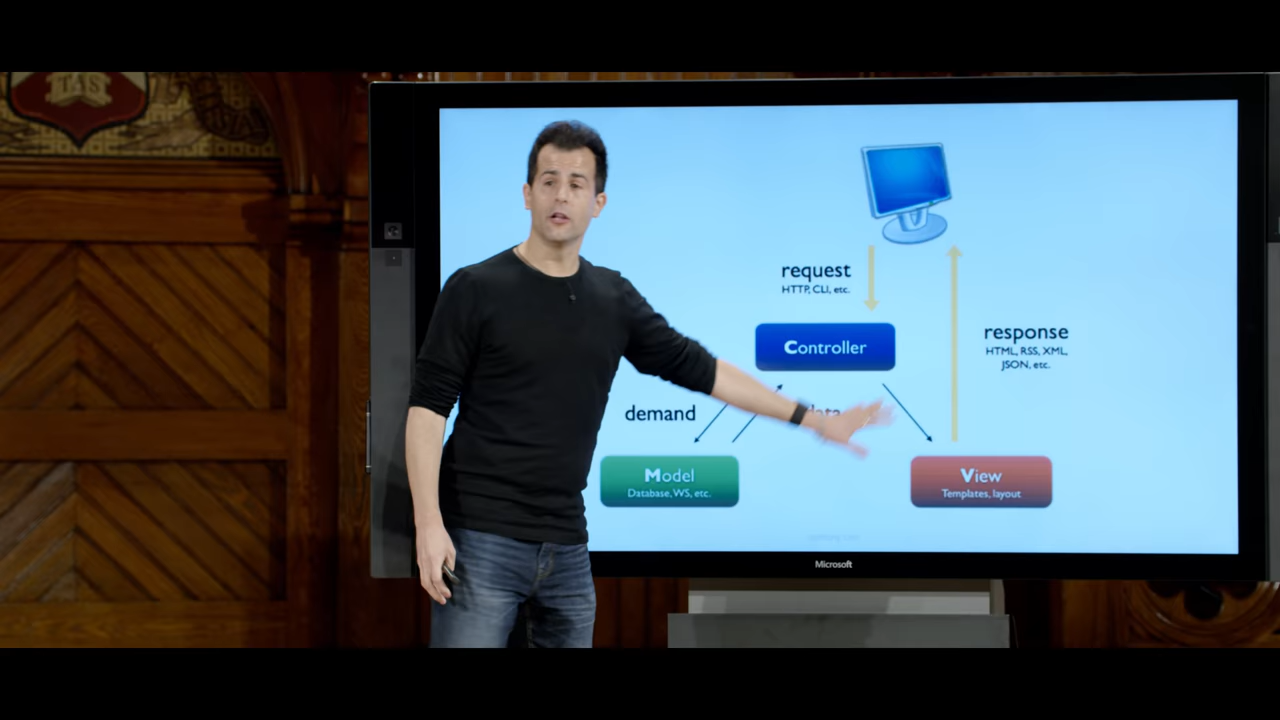 request
HTTP, CLI, etc.
Controller
response
HTML, RSS, XML,
JSON, etc.
demand
data
Model
Database, WS, etc.
View
Templates, layout
Microsoft